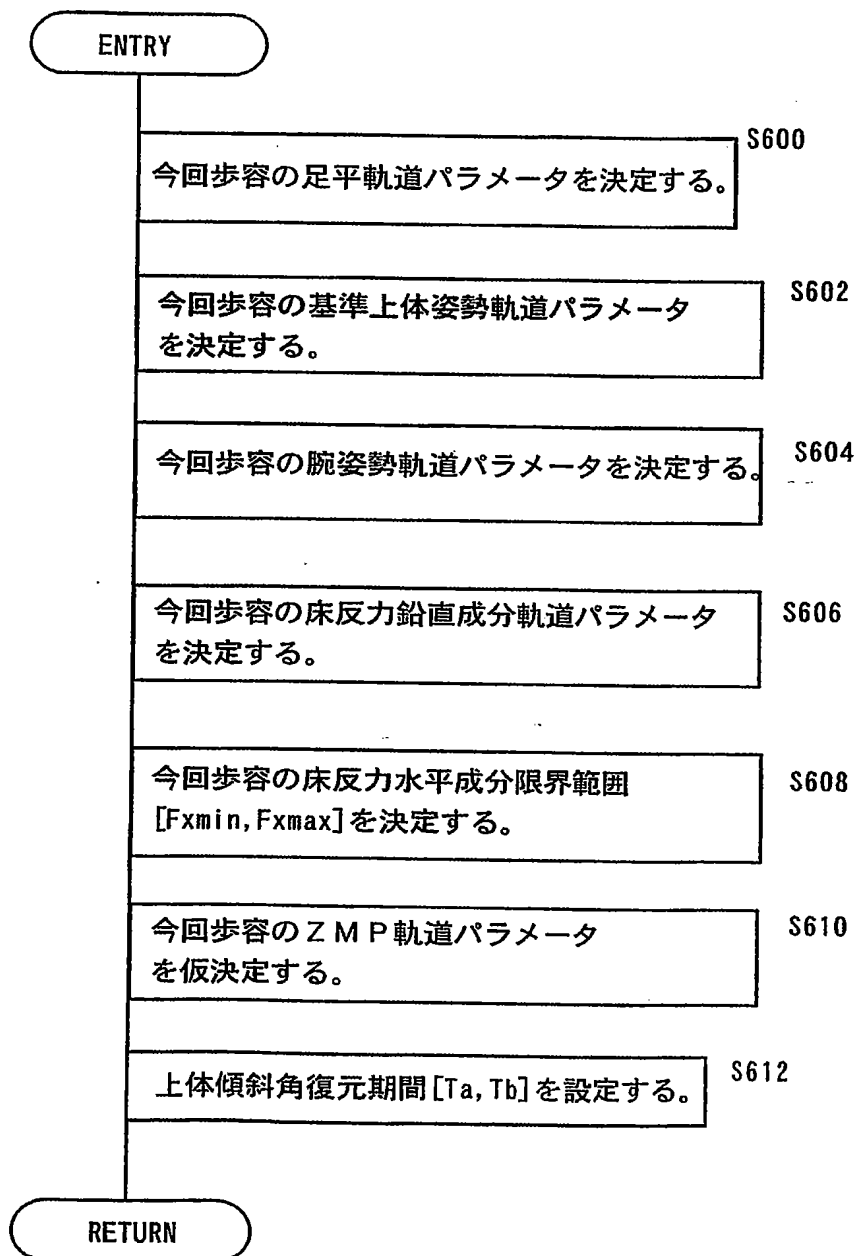 ENTRY
S600
今回歩容の足平軌道パラメータを決定する。
S602
今回歩容の基準上体姿勢軌道パラメータ
を決定する。
S604
今回歩容の腕姿勢軌道パラメータを決定する。
S606
今回歩容の床反力鉛直成分軌道パラメータ
を決定する。
S608
今回歩容の床反力水平成分限界範囲
[Fxmin,Fxmax]を決定する。
S610
今回歩容のZMP軌道パラメータ
を仮決定する。
S612
上体傾斜角復元期間[Ta,Tb]を設定する。
RETURN